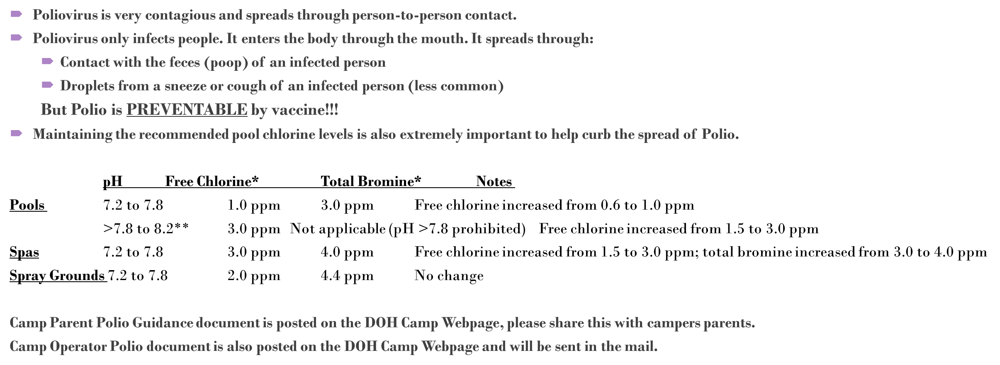 Poliovirus is very contagious and spreads through person-to-person contact.
Poliovirus only infects people. It enters the body through the mouth. It spreads through:
Contact with the feces (poop) of an infected person
Droplets from a sneeze or cough of an infected person (less common)
But Polio is PREVENTABLE by vaccine!!!
Maintaining the recommended pool chlorine levels is also extremely important to help curb the spread of Polio.
pH Free Chlorine* Total Bromine* Notes
Pools 7.2 to 7.8 1.0 ppm 3.0 ppm Free chlorine increased from 0.6 to 1.0 ppm
>7.8 to 8.2** 3.0 ppm Not applicable (pH >7.8 prohibited) Free chlorine increased from 1.5 to 3.0 ppm
Spas 7.2 to 7.8 3.0 ppm 4.0 ppm Free chlorine increased from 1.5 to 3.0 ppm; total bromine increased from 3.0 to 4.0 ppm
Spray Grounds 7.2 to 7.8 2.0 ppm 4.4 ppm No change
Camp Parent Polio Guidance document is posted on the DOH Camp Webpage, please share this with campers parents.
Camp Operator Polio document is also posted on the DOH Camp Webpage and will be sent in the mail.